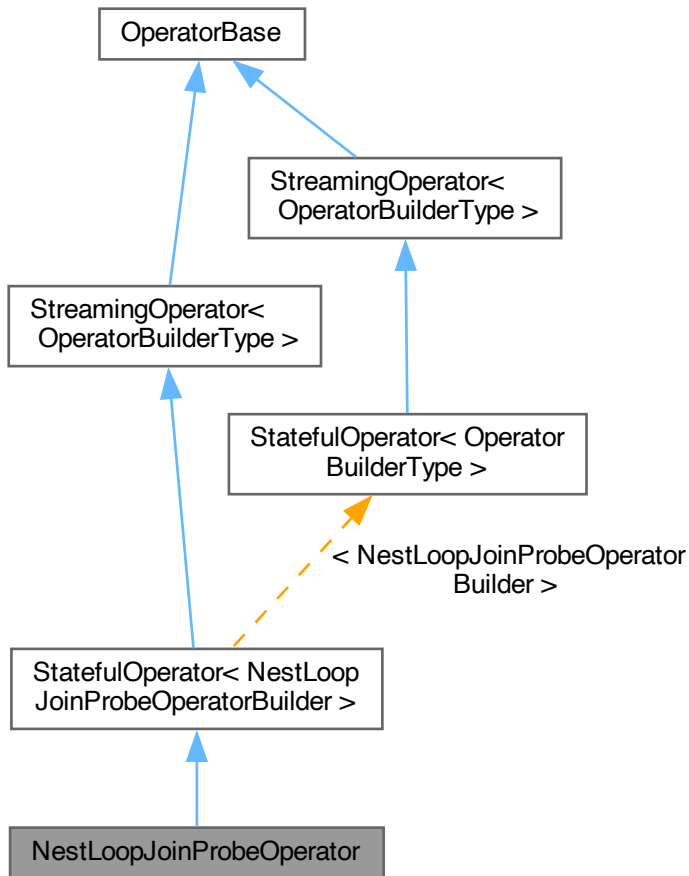 OperatorBase
StreamingOperator<
OperatorBuilderType >
StreamingOperator<
OperatorBuilderType >
StatefulOperator< Operator
BuilderType >
< NestLoopJoinProbeOperator
Builder >
StatefulOperator< NestLoop
JoinProbeOperatorBuilder >
NestLoopJoinProbeOperator